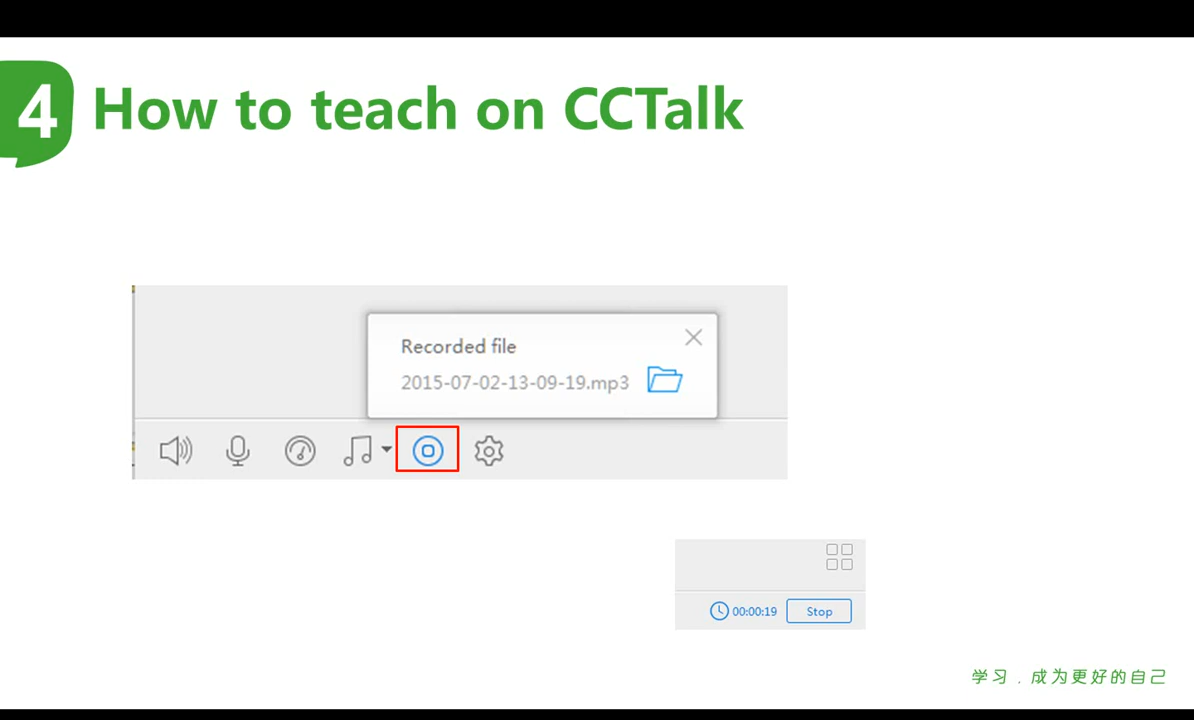 4 How to teach on CCTalk
Recorded file
2015-07-02-13-09-19.mp3
00:00:19 Stop
学习．成为更好的自己